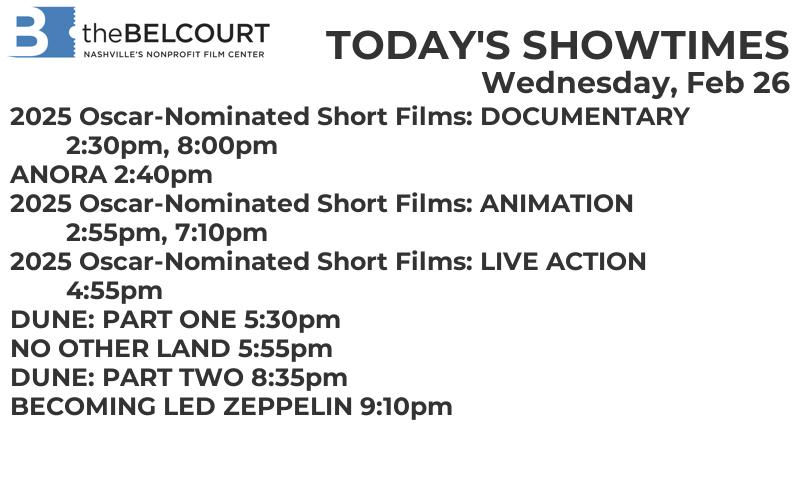 B theBELCOURT
NASHVILLE'S NONPROFIT FILM CENTER
TODAY'S SHOWTIMES
Wednesday, Feb 26
2025 Oscar-Nominated Short Films: DOCUMENTARY
2:30pm, 8:00pm
ANORA 2:40pm
2025 Oscar-Nominated Short Films: ANIMATION
2:55pm, 7:10pm
2025 Oscar-Nominated Short Films: LIVE ACTION
4:55pm
DUNE: PART ONE 5:30pm
NO OTHER LAND 5:55pm
DUNE: PART TWO 8:35pm
BECOMING LED ZEPPELIN 9:10pm